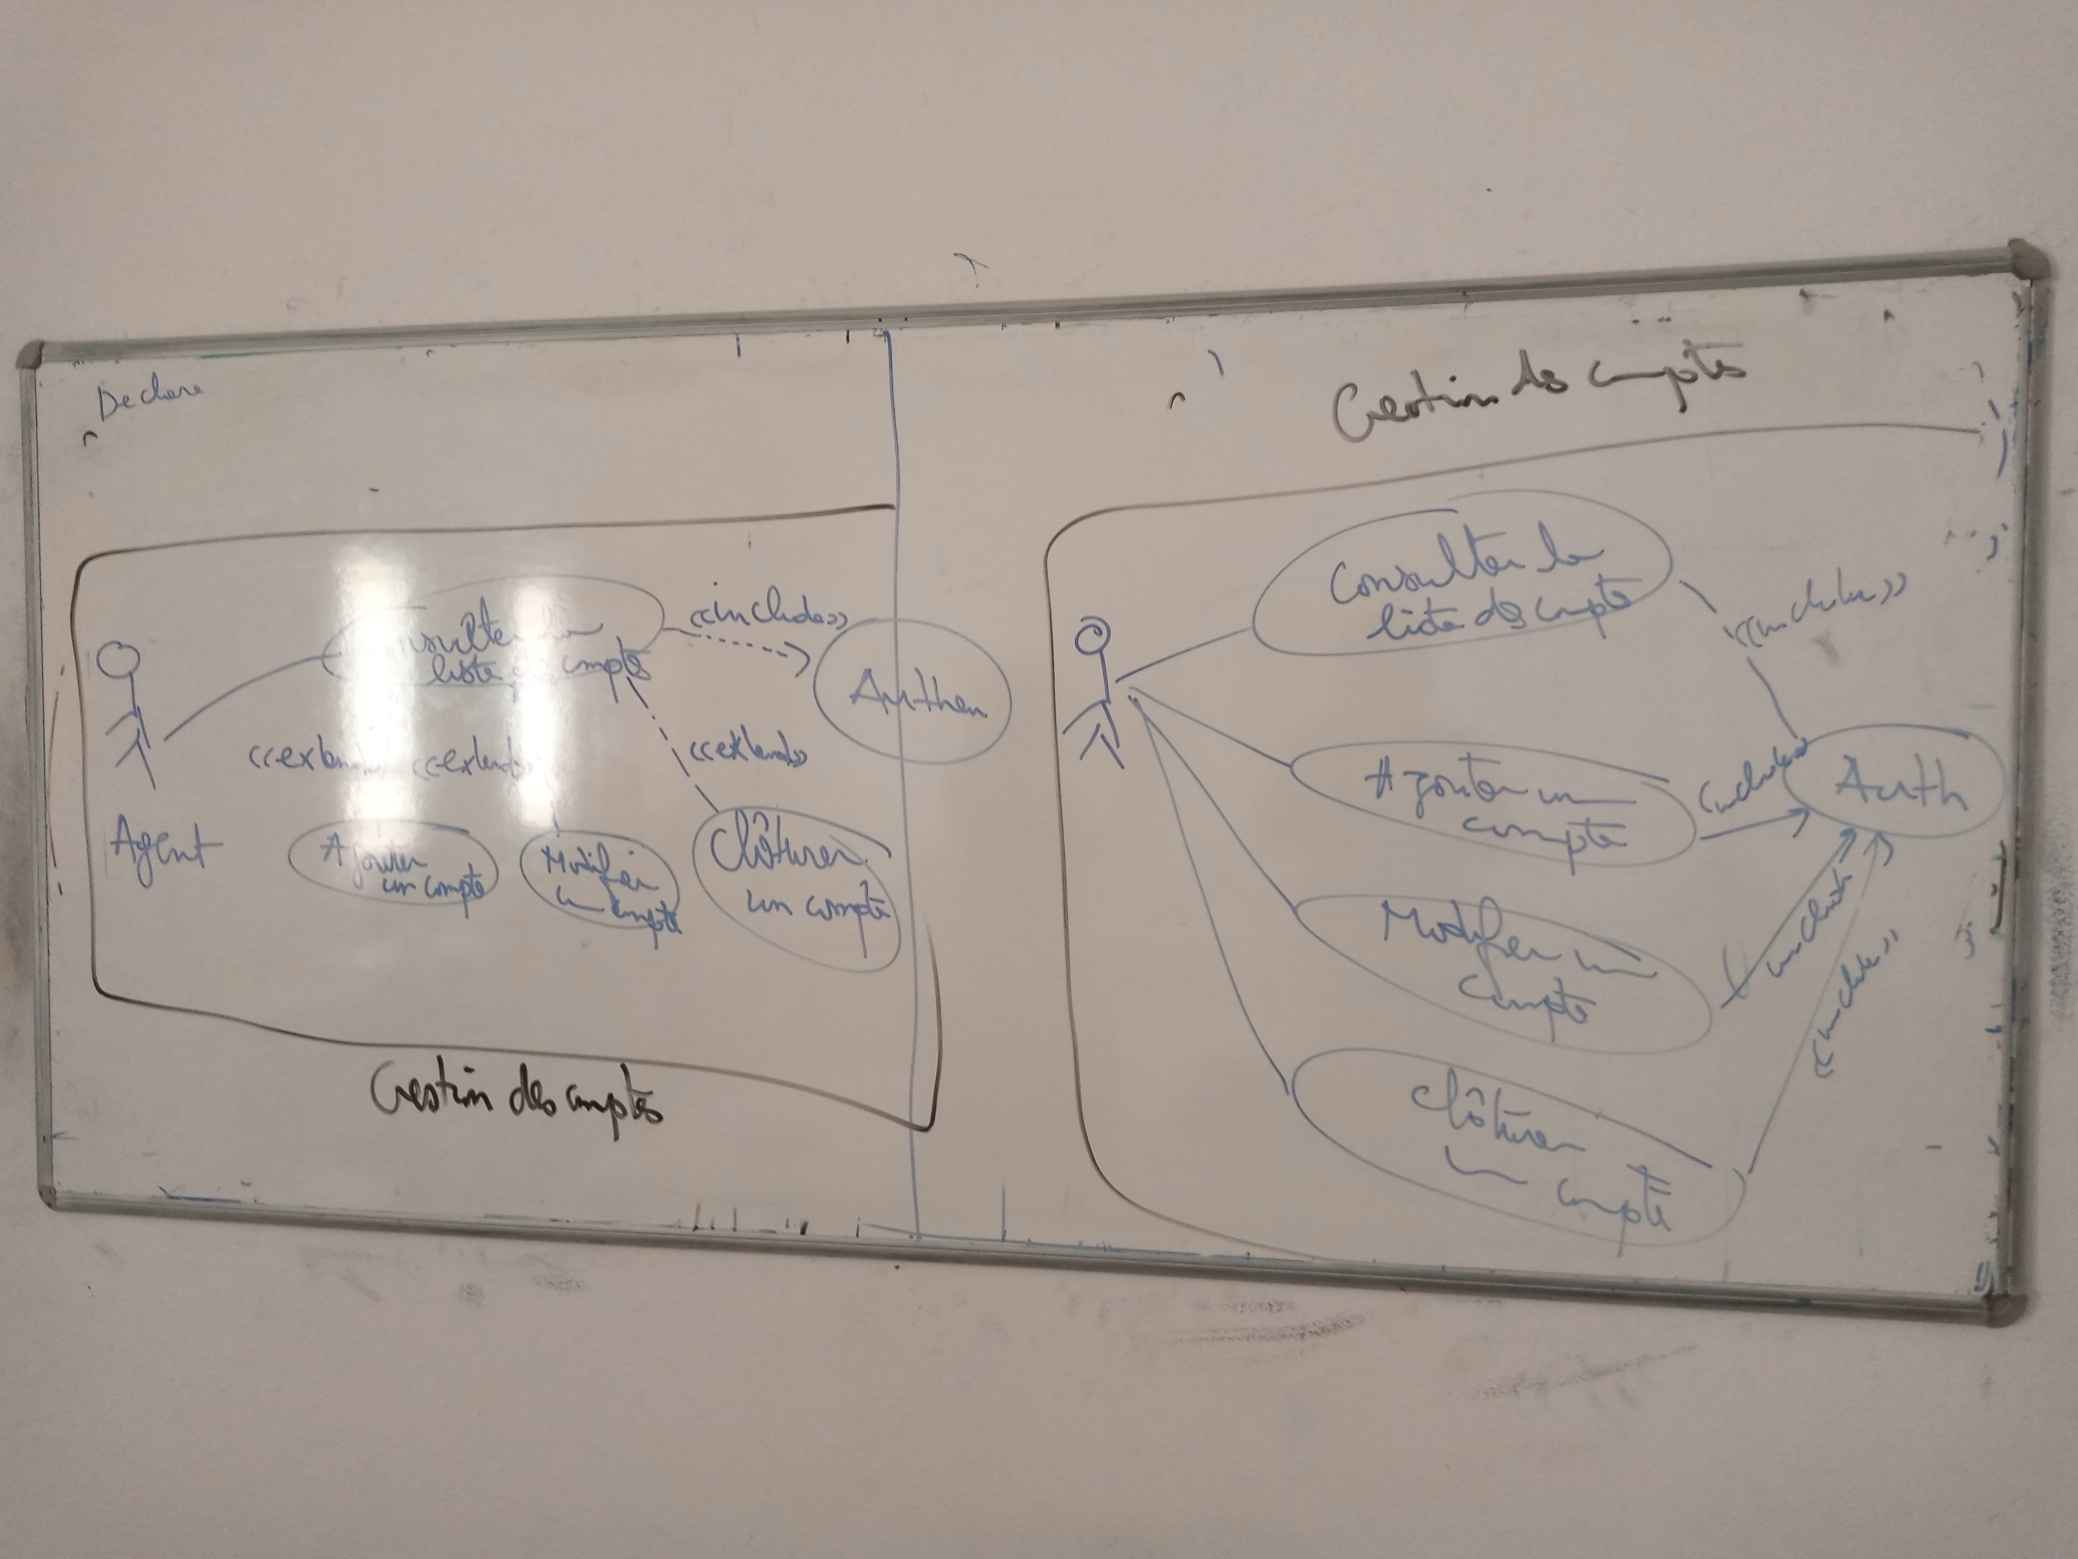 Declare
Consulter la
liste des compte
<<include>>
Authen
<<extend>>
<<extend>>
<<extend>>
Agent
Ajouter
un compte
Modifier
un compte
Clôturer
un compte
Gestion des comptes
Gestion des comptes
Consulter la
liste des compte
<<include>>
Ajouter un
compte
<<include>>
Auth
Modifier un
compte
<<include>>
<<include>>
Clôturer
un compte